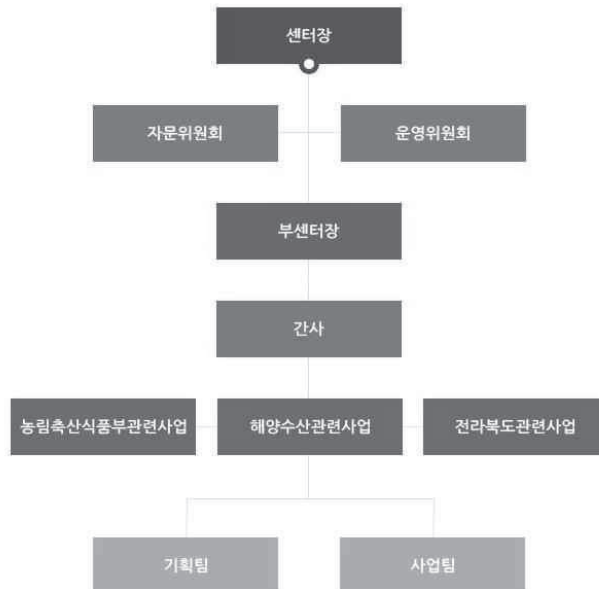 센터장
자문위원회
운영위원회
부센터장
간사
농림축산식품부관련사업
해양수산관련사업
전라북도관련사업
기획팀
사업팀